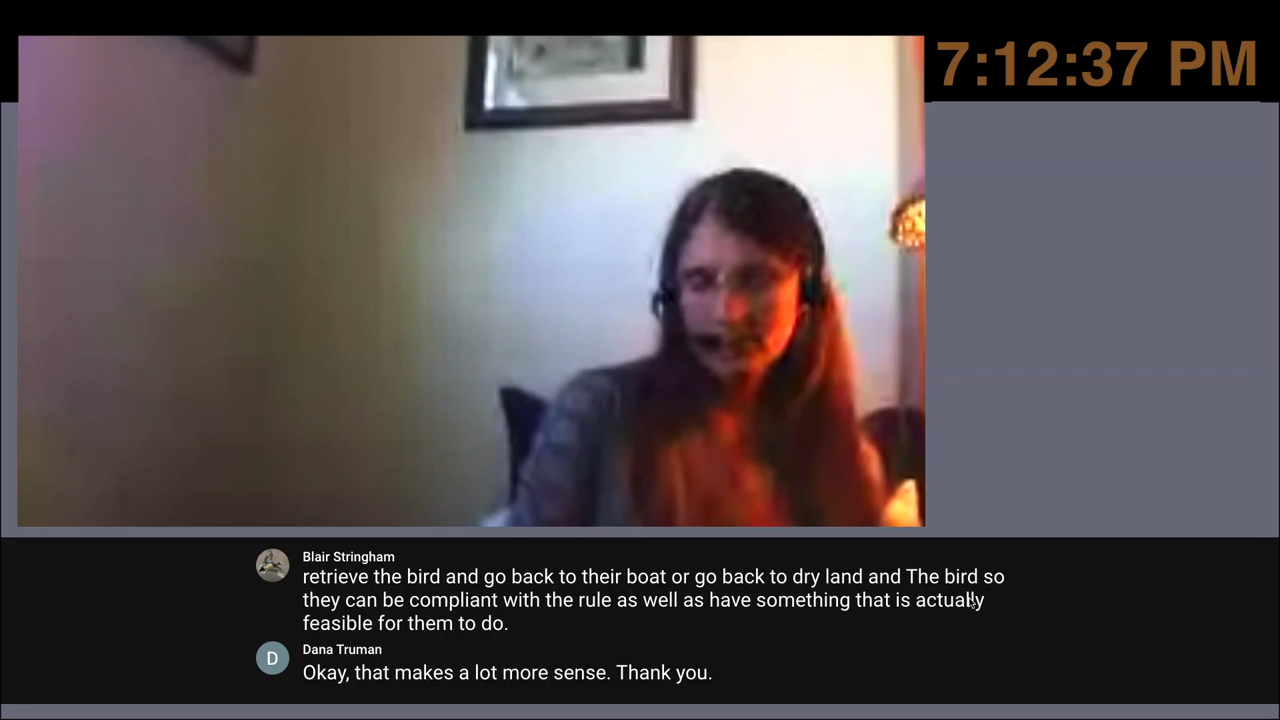 7:12:37 PM
Blair Stringham
retrieve the bird and go back to their boat or go back to dry land and The bird so
they can be compliant with the rule as well as have something that is actually
feasible for them to do.
D
Dana Truman
Okay, that makes a lot more sense. Thank you.